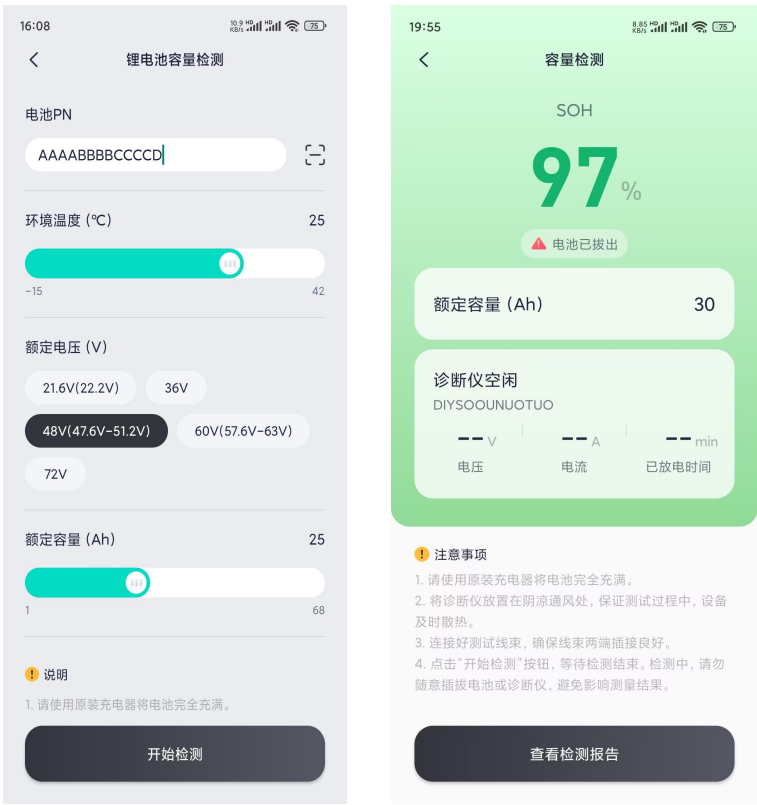 16:08
10.9 KB/s HD HD 75
锂电池容量检测
电池PN
AAAABBBBCCCCD
环境温度 (℃) 25
-15 42
额定电压 (V)
21.6V(22.2V) 36V
48V(47.6V-51.2V) 60V(57.6V-63V)
72V
额定容量 (Ah) 25
1 68
! 说明
1. 请使用原装充电器将电池完全充满。
开始检测
19:55
8.85 KB/s HD HD 75
容量检测
SOH
97 %
电池已拔出
额定容量 (Ah) 30
诊断仪空闲
DIYSOOUNUOTUO
-- V -- A -- min
电压 电流 已放电时间
! 注意事项
1. 请使用原装充电器将电池完全充满。
2. 将诊断仪放置在阴凉通风处, 保证测试过程中, 设备
及时散热。
3. 连接好测试线束, 确保线束两端插接良好。
4. 点击“开始检测”按钮, 等待检测结束。检测中, 请勿
随意插拔电池或诊断仪, 避免影响测量结果。
查看检测报告